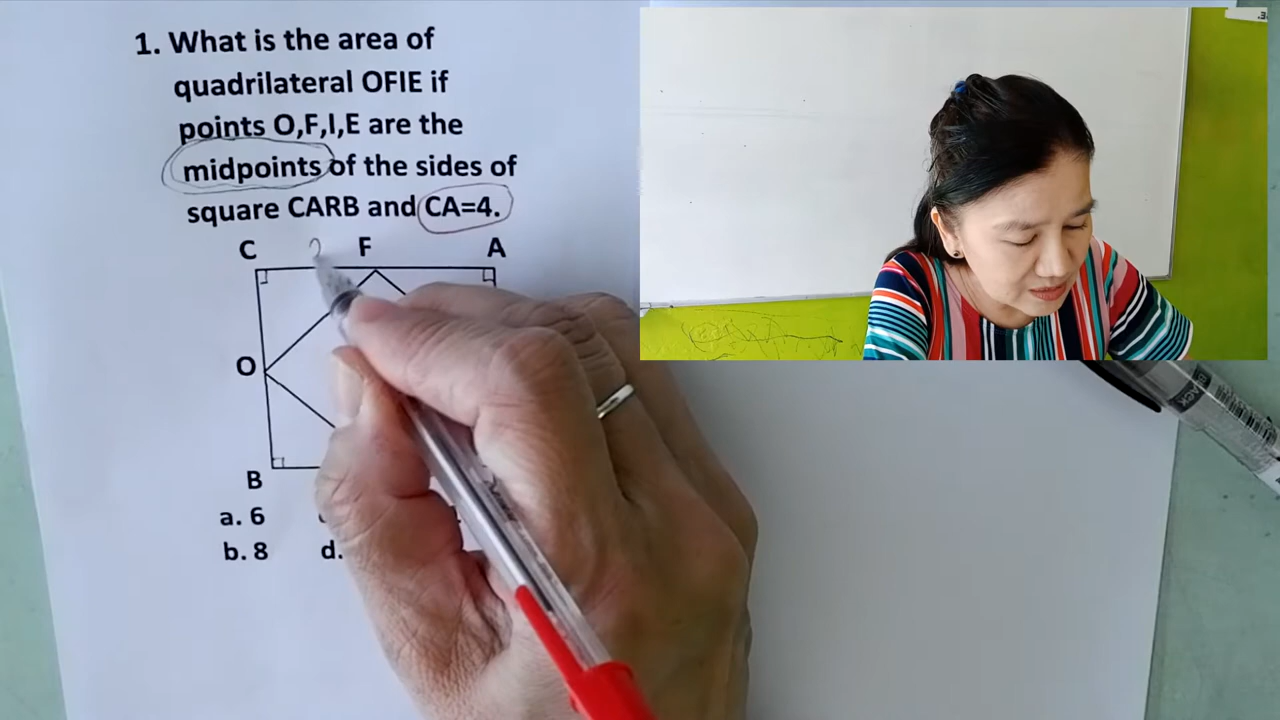 1. What is the area of
quadrilateral OFIE if
points O,F,I,E are the
midpoints of the sides of
square CARB and CA=4.
C 2 F A
O
B
a. 6
b. 8 d.